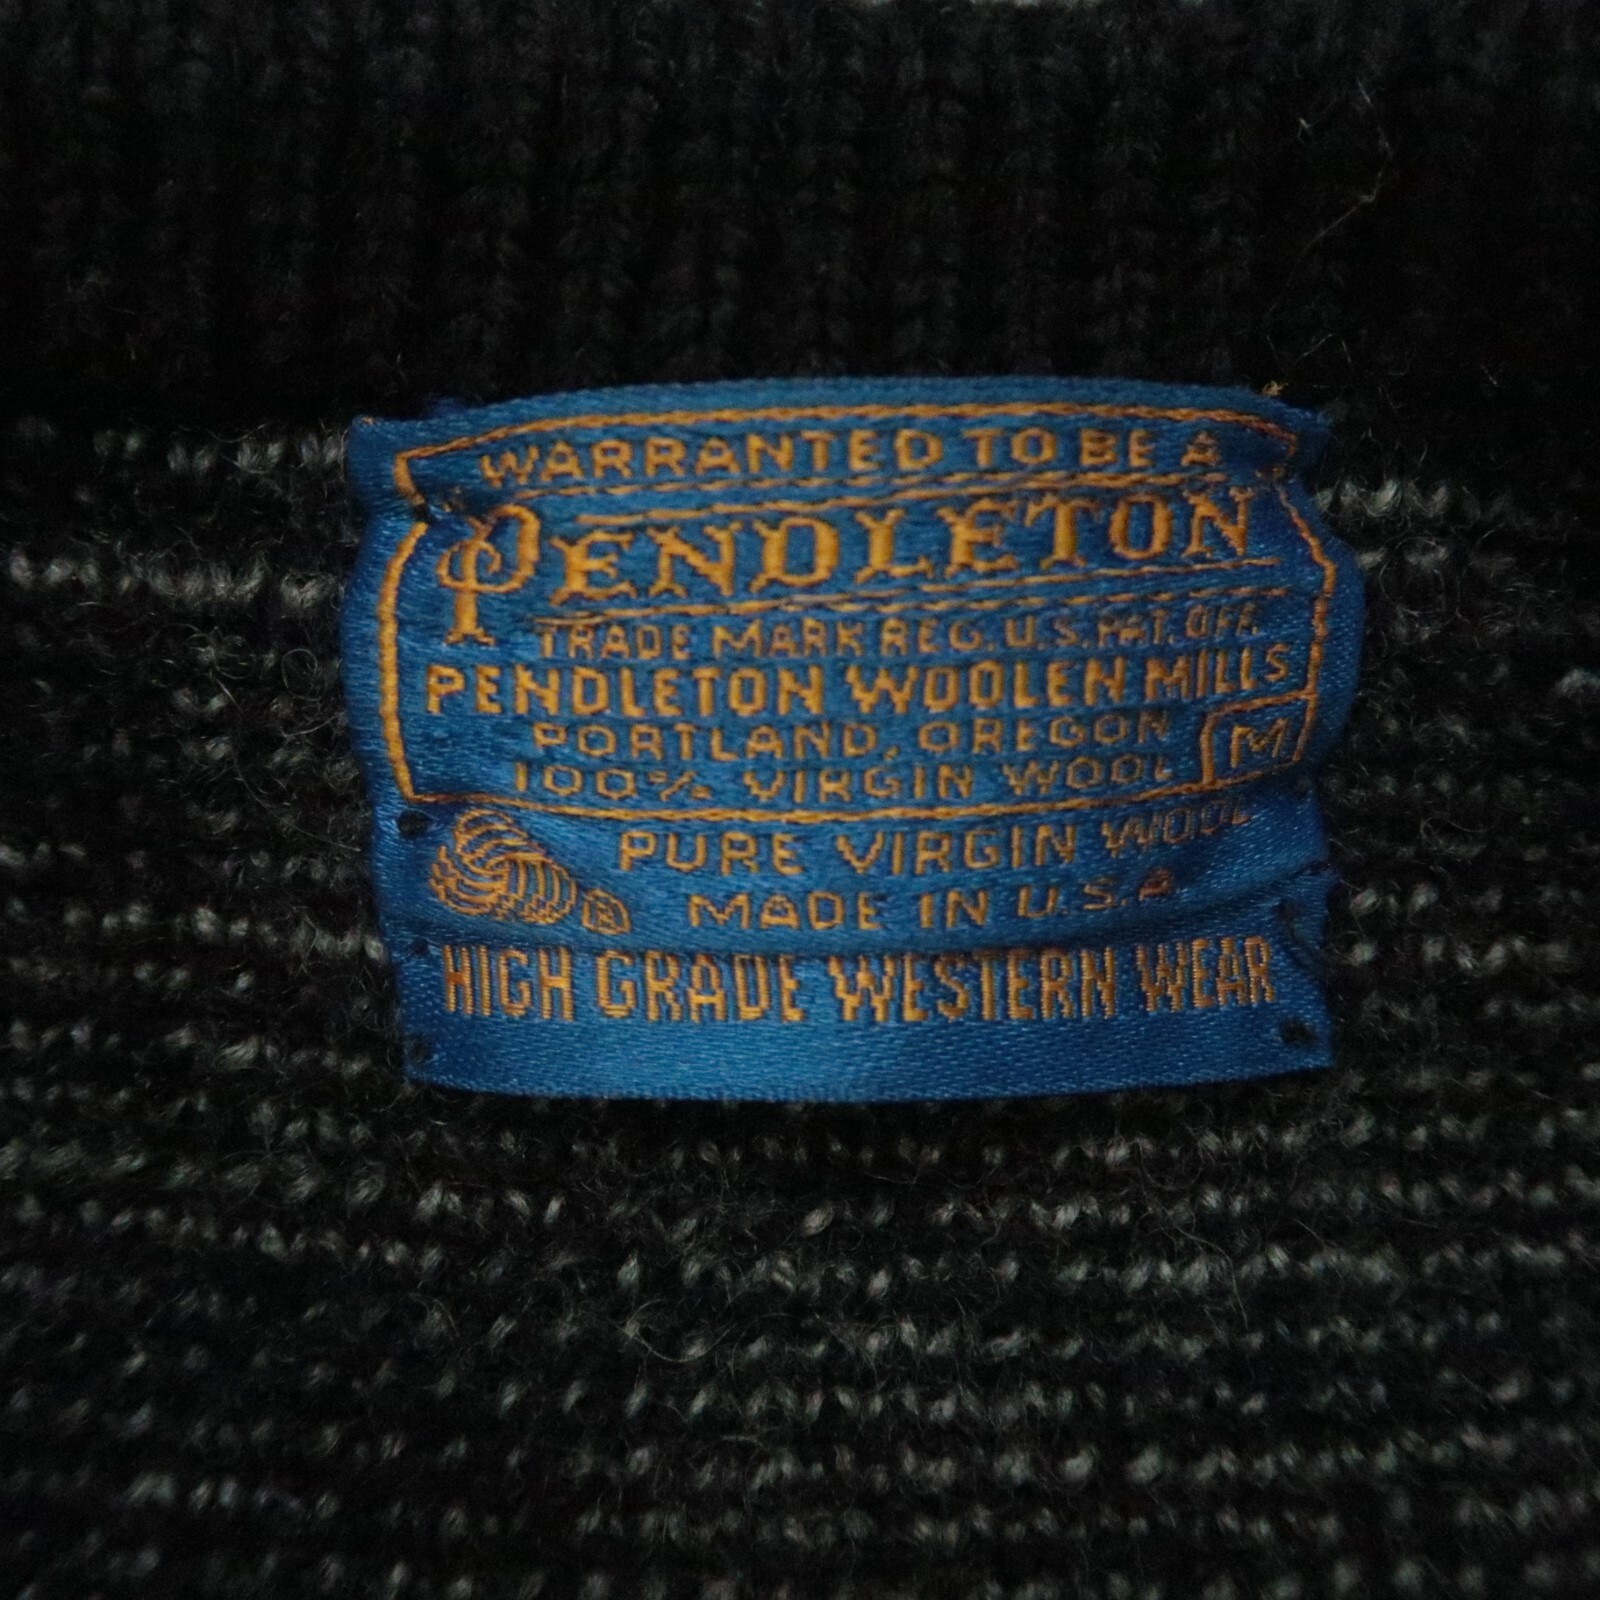 WARRANTED TO BE A
PENDLETON
TRADE MARK REG. U.S. PAT. OFF.
PENDLETON WOOLEN MILLS
PORTLAND, OREGON
M
100% VIRGIN WOOL
PURE VIRGIN WOOL
®
MADE IN U.S.A
HIGH GRADE WESTERN WEAR